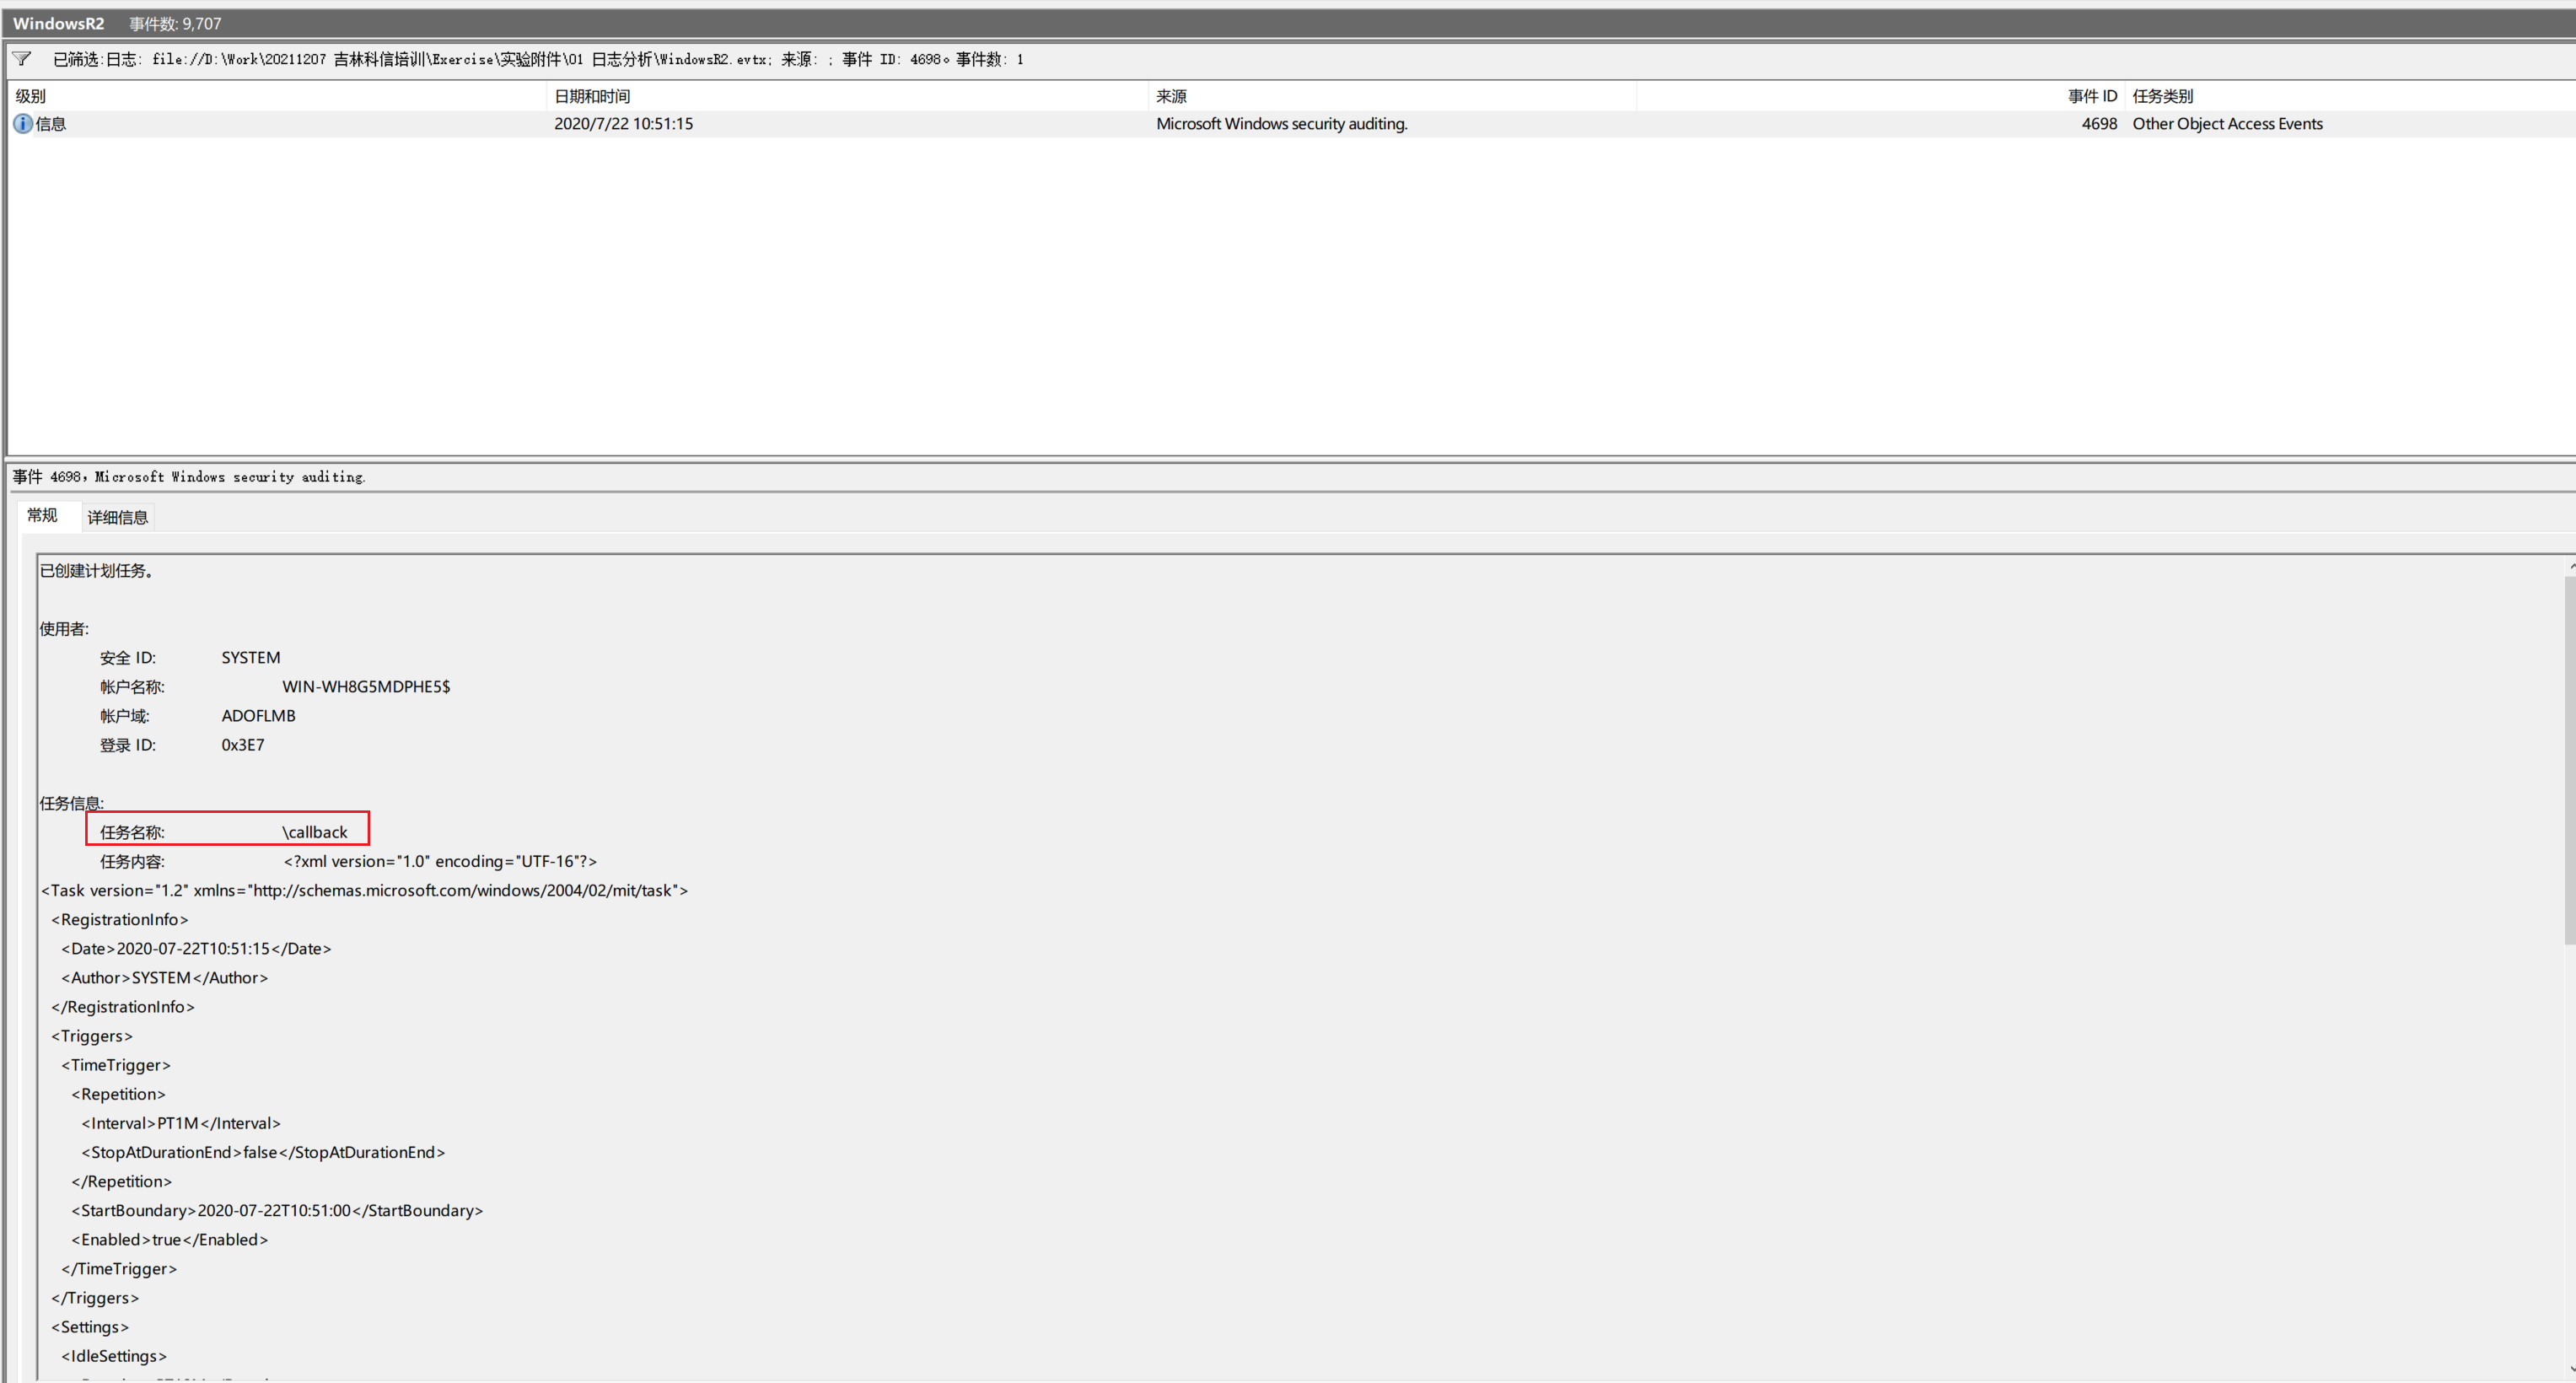 WindowsR2 事件数: 9,707
已筛选:日志: file://D:\Work\20211207 吉林科信培训\Exercise\实验附件\01 日志分析\WindowsR2.evtx; 来源: ; 事件 ID: 4698。事件数: 1
级别 日期和时间 来源 事件 ID 任务类别
信息 2020/7/22 10:51:15 Microsoft Windows security auditing. 4698 Other Object Access Events
事件 4698，Microsoft Windows security auditing.
常规 详细信息
已创建计划任务。
使用者:
安全 ID: SYSTEM
帐户名称: WIN-WH8G5MDPHE5$
帐户域: ADOFLMB
登录 ID: 0x3E7
任务信息:
任务名称: \callback
任务内容: <?xml version="1.0" encoding="UTF-16"?>
<Task version="1.2" xmlns="http://schemas.microsoft.com/windows/2004/02/mit/task">
<RegistrationInfo>
<Date>2020-07-22T10:51:15</Date>
<Author>SYSTEM</Author>
</RegistrationInfo>
<Triggers>
<TimeTrigger>
<Repetition>
<Interval>PT1M</Interval>
<StopAtDurationEnd>false</StopAtDurationEnd>
</Repetition>
<StartBoundary>2020-07-22T10:51:00</StartBoundary>
<Enabled>true</Enabled>
</TimeTrigger>
</Triggers>
<Settings>
<IdleSettings>